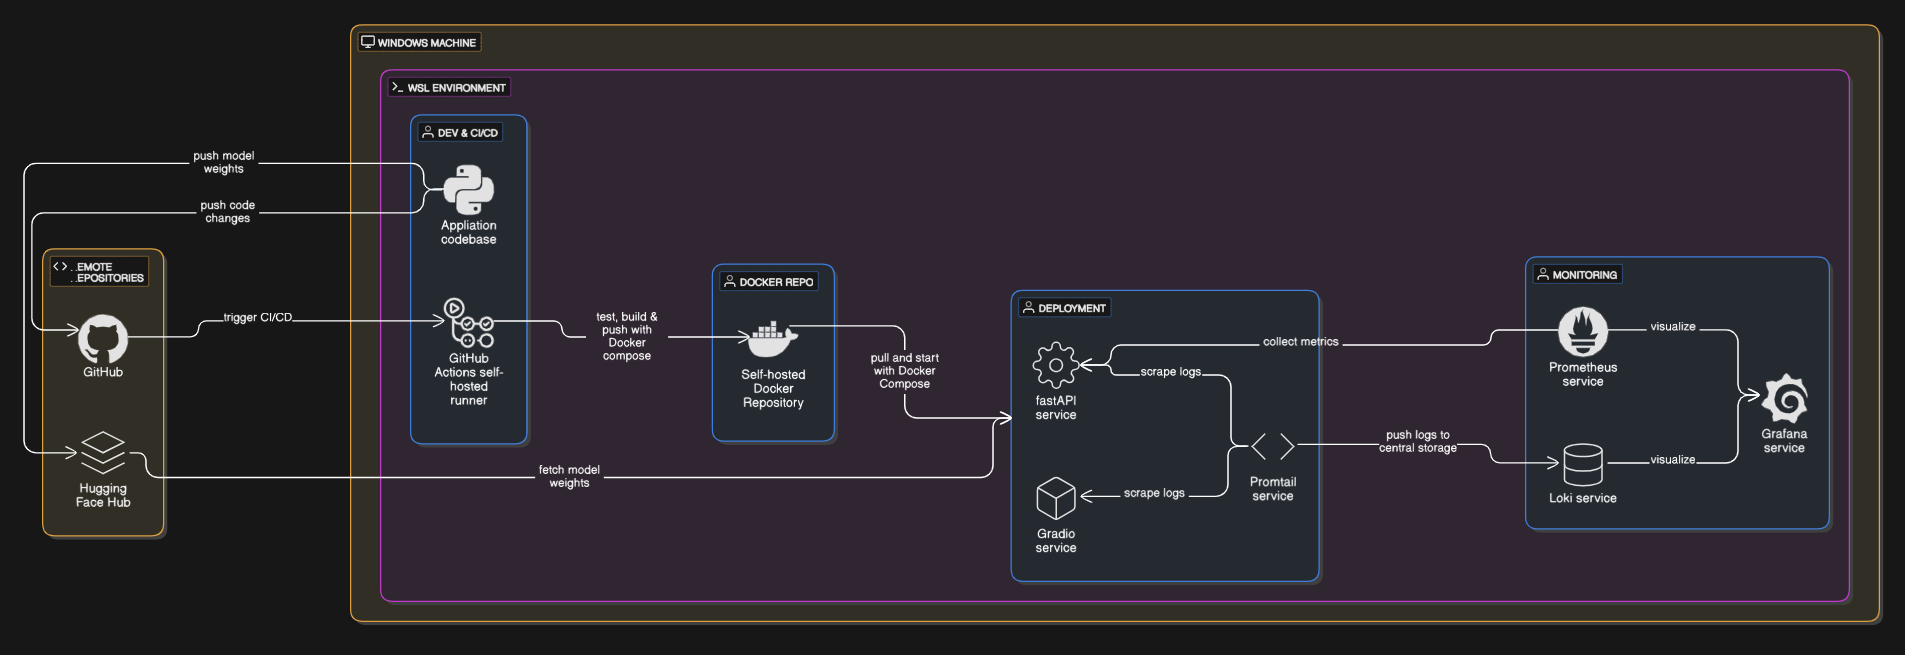 WINDOWS MACHINE
WSL ENVIRONMENT
DEV & CI/CD
push model
weights
push code
changes
Appliation
codebase
..EMOTE
..EPOSITORIES
GitHub
trigger CI/CD
GitHub
Actions self-
hosted
runner
test, build &
push with
Docker
compose
DOCKER REPO
Self-hosted
Docker
Repository
pull and start
with Docker
Compose
Hugging
Face Hub
fetch model
weights
DEPLOYMENT
fastAPI
service
collect metrics
scrape logs
scrape logs
Gradio
service
Promtail
service
push logs to
central storage
MONITORING
Prometheus
service
visualize
Grafana
service
visualize
Loki service